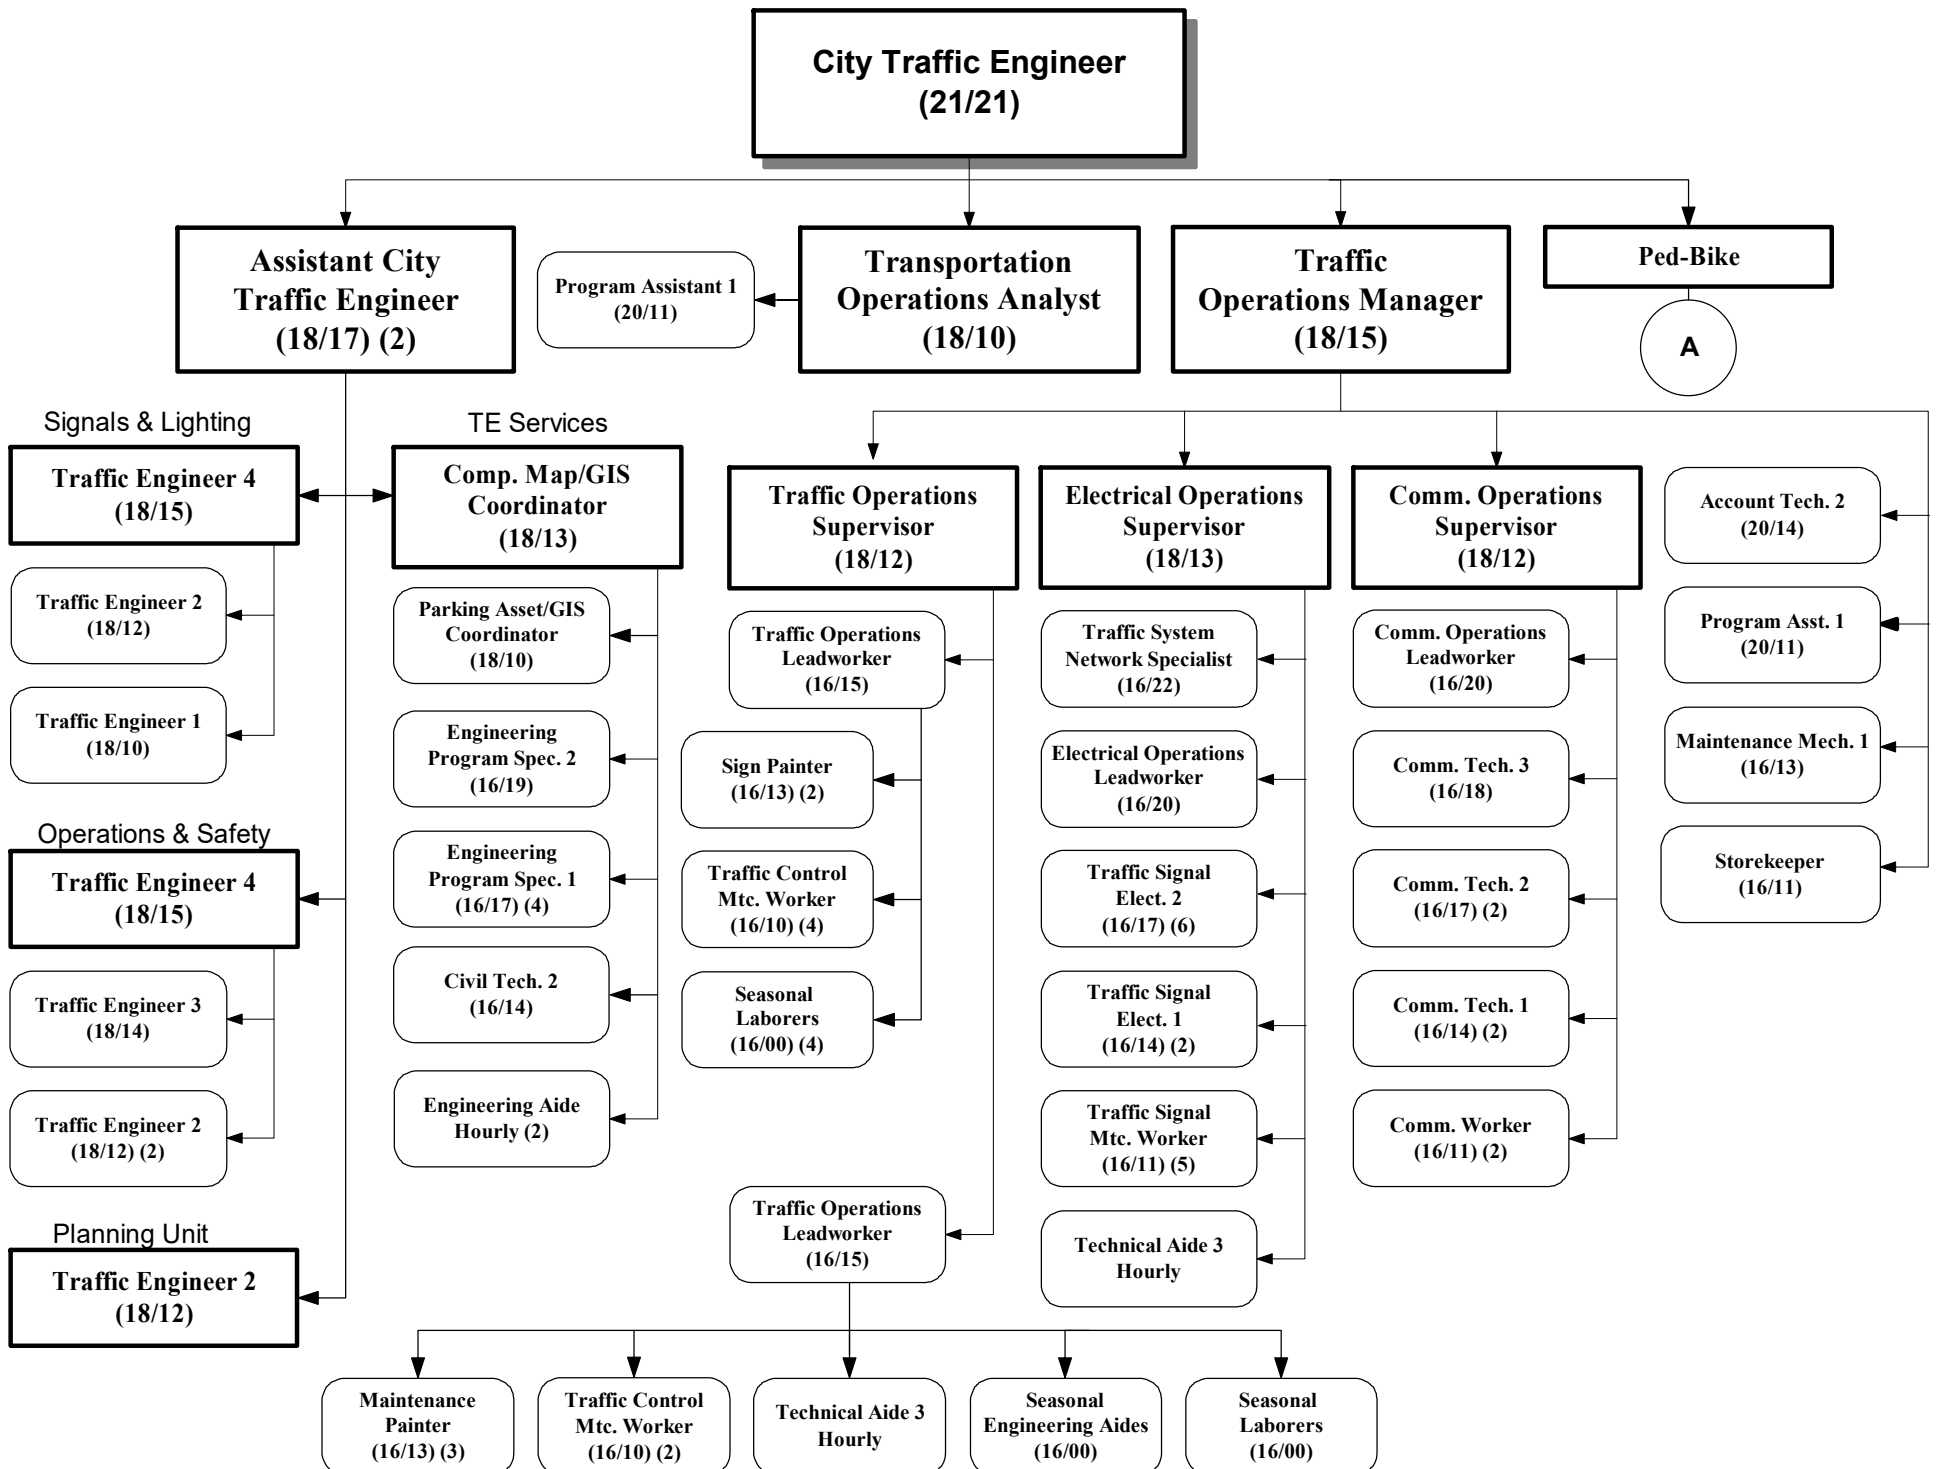 City Traffic Engineer
(21/21)
Assistant City
Traffic Engineer
(18/17) (2)
Program Assistant 1
(20/11)
Transportation
Operations Analyst
(18/10)
Traffic
Operations Manager
(18/15)
Ped-Bike
A
Signals & Lighting
Traffic Engineer 4
(18/15)
Traffic Engineer 2
(18/12)
Traffic Engineer 1
(18/10)
Operations & Safety
Traffic Engineer 4
(18/15)
Traffic Engineer 3
(18/14)
Traffic Engineer 2
(18/12) (2)
Planning Unit
Traffic Engineer 2
(18/12)
TE Services
Comp. Map/GIS
Coordinator
(18/13)
Parking Asset/GIS
Coordinator
(18/10)
Engineering
Program Spec. 2
(16/19)
Engineering
Program Spec. 1
(16/17) (4)
Civil Tech. 2
(16/14)
Engineering Aide
Hourly (2)
Traffic Operations
Supervisor
(18/12)
Traffic Operations
Leadworker
(16/15)
Sign Painter
(16/13) (2)
Traffic Control
Mtc. Worker
(16/10) (4)
Seasonal
Laborers
(16/00) (4)
Traffic Operations
Leadworker
(16/15)
Maintenance
Painter
(16/13) (3)
Traffic Control
Mtc. Worker
(16/10) (2)
Technical Aide 3
Hourly
Seasonal
Engineering Aides
(16/00)
Seasonal
Laborers
(16/00)
Electrical Operations
Supervisor
(18/13)
Traffic System
Network Specialist
(16/22)
Electrical Operations
Leadworker
(16/20)
Traffic Signal
Elect. 2
(16/17) (6)
Traffic Signal
Elect. 1
(16/14) (2)
Traffic Signal
Mtc. Worker
(16/11) (5)
Technical Aide 3
Hourly
Comm. Operations
Supervisor
(18/12)
Comm. Operations
Leadworker
(16/20)
Comm. Tech. 3
(16/18)
Comm. Tech. 2
(16/17) (2)
Comm. Tech. 1
(16/14) (2)
Comm. Worker
(16/11) (2)
Account Tech. 2
(20/14)
Program Asst. 1
(20/11)
Maintenance Mech. 1
(16/13)
Storekeeper
(16/11)